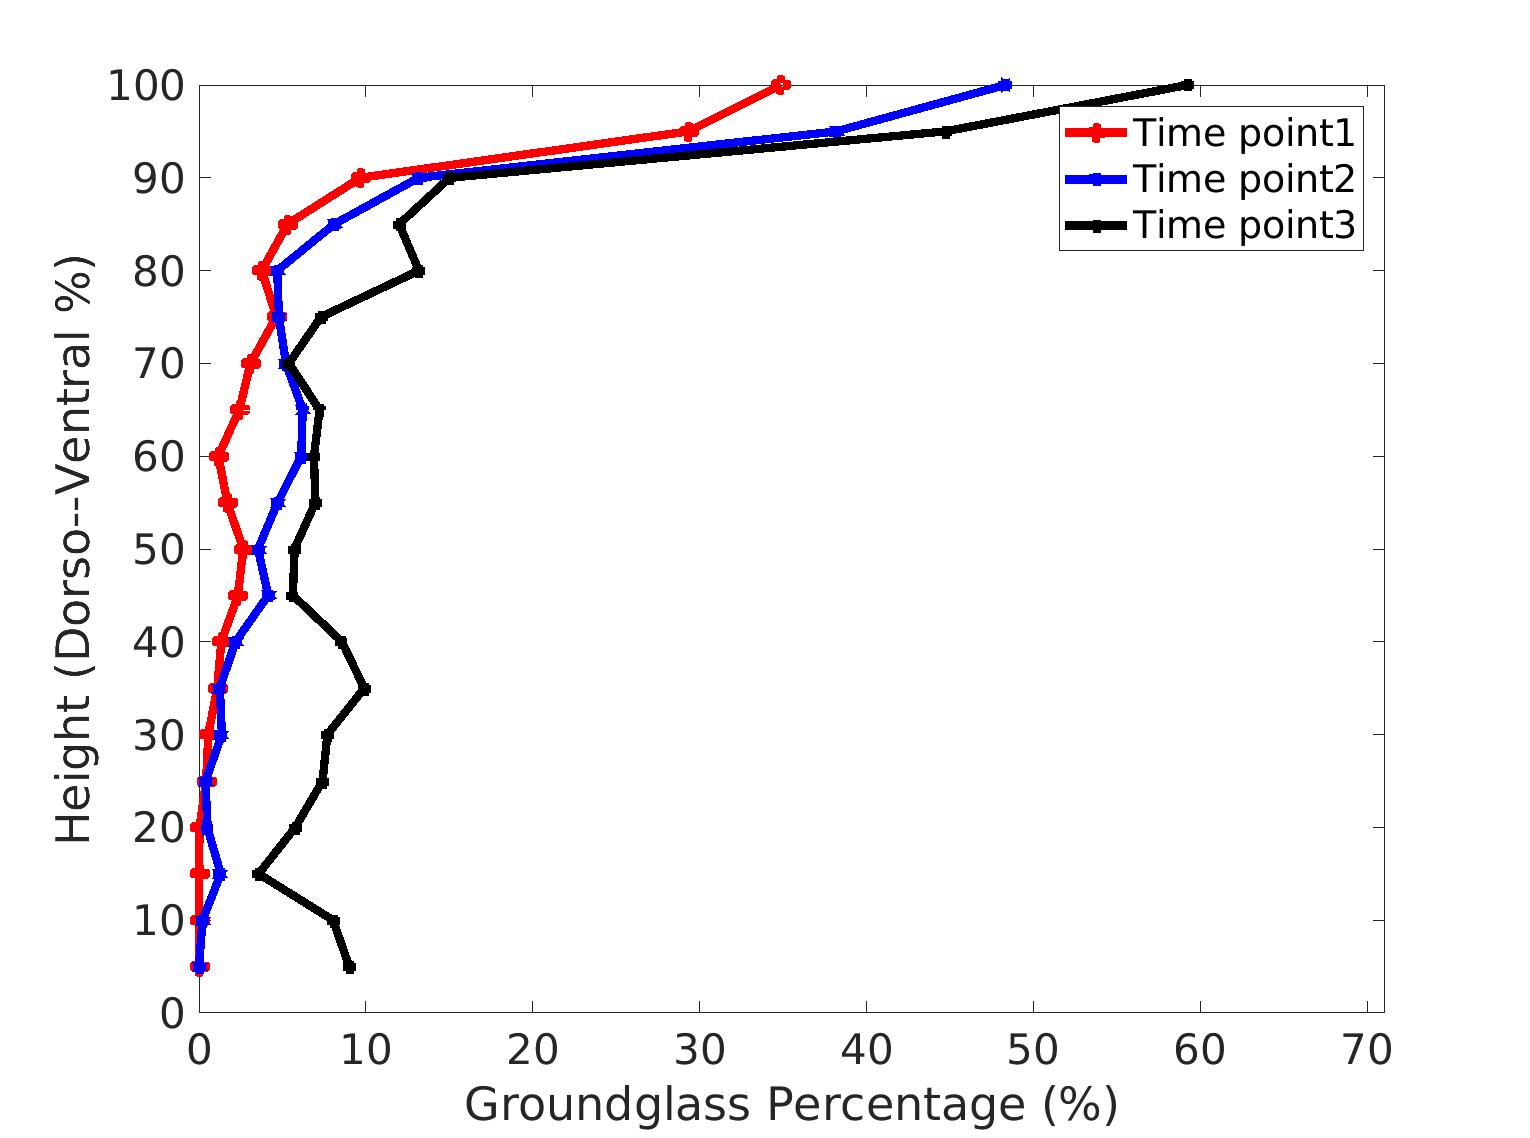 100
90
80
70
60
50
40
30
20
10
0
Height (Dorso--Ventral %)
Time point1
Time point2
Time point3
0 10 20 30 40 50 60 70
Groundglass Percentage (%)